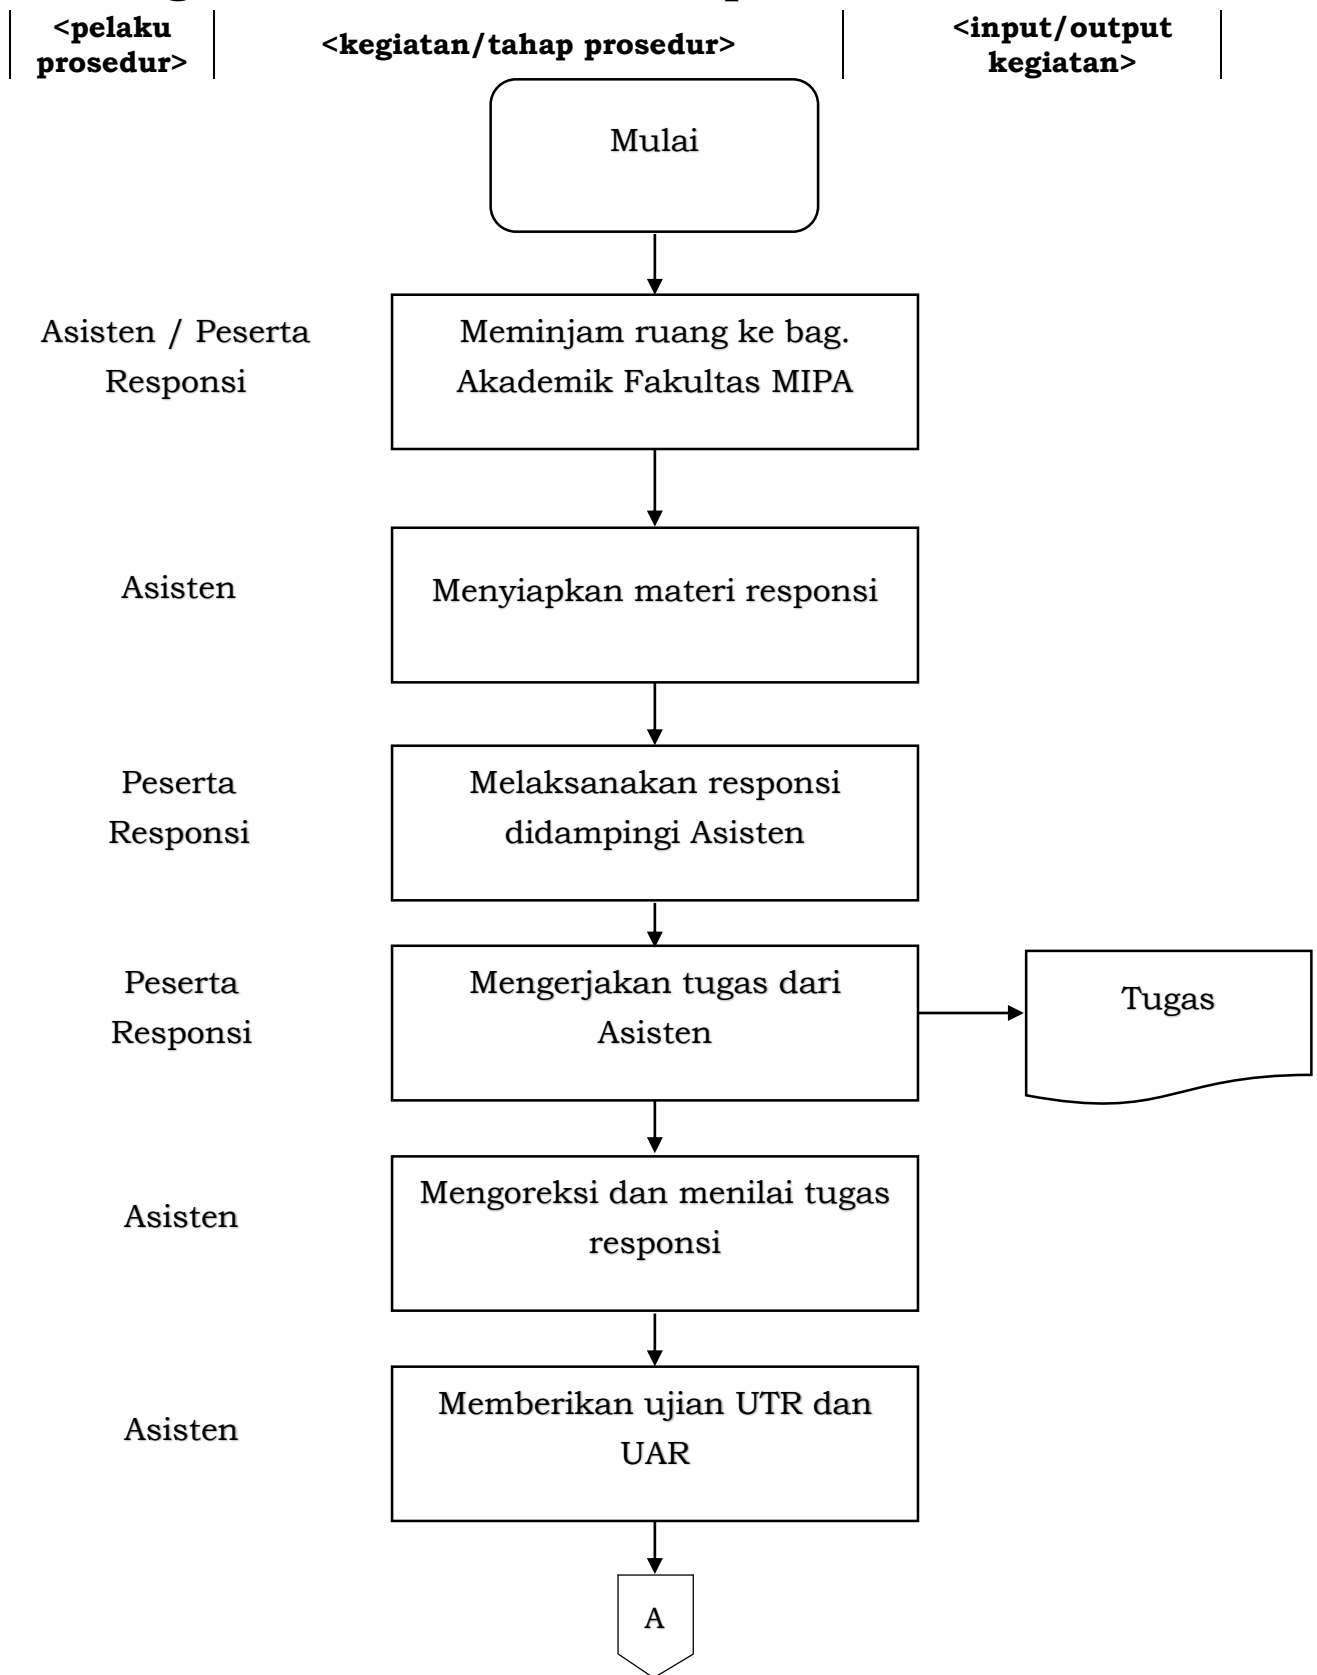 <pelaku
prosedur>
<kegiatan/tahap prosedur>
<input/output
kegiatan>
Mulai
Asisten / Peserta
Responsi
Meminjam ruang ke bag.
Akademik Fakultas MIPA
Asisten
Menyiapkan materi responsi
Peserta
Responsi
Melaksanakan responsi
didampingi Asisten
Peserta
Responsi
Mengerjakan tugas dari
Asisten
Tugas
Asisten
Mengoreksi dan menilai tugas
responsi
Asisten
Memberikan ujian UTR dan
UAR
A